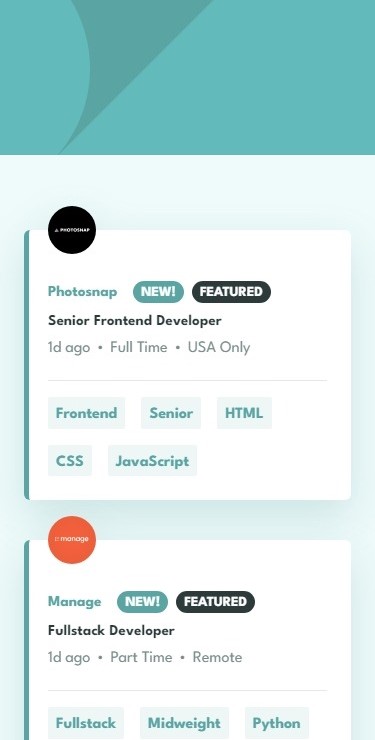 PHOTOSNAP
Photosnap NEW! FEATURED
Senior Frontend Developer
1d ago • Full Time • USA Only
Frontend Senior HTML
CSS JavaScript
manage
Manage NEW! FEATURED
Fullstack Developer
1d ago • Part Time • Remote
Fullstack Midweight Python